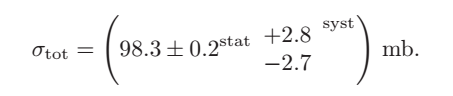 σ_tot = ( 98.3 ± 0.2^stat +2.8 −2.7 ^syst ) mb.